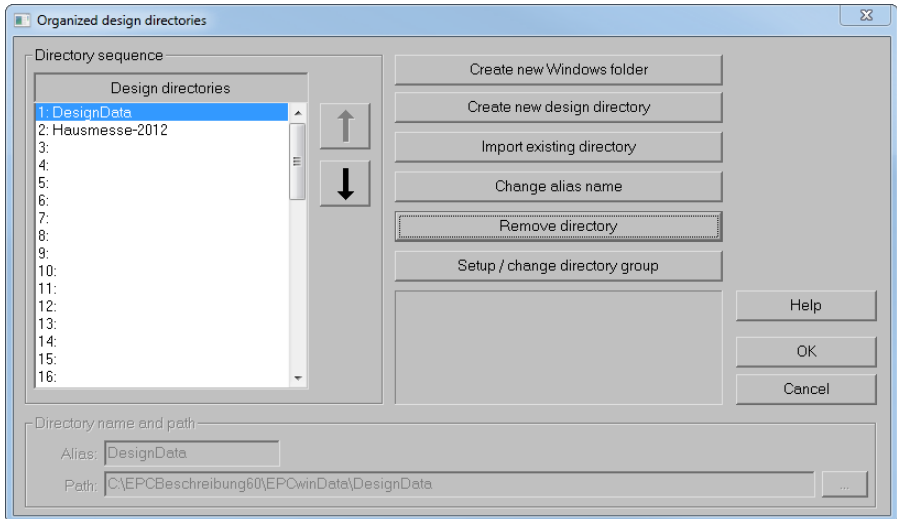 Organized design directories
Directory sequence
Design directories
1: DesignData
2: Hausmesse-2012
3:
4:
5:
6:
7:
8:
9:
10:
11:
12:
13:
14:
15:
16:
Create new Windows folder
Create new design directory
Import existing directory
Change alias name
Remove directory
Setup / change directory group
Help
OK
Cancel
Directory name and path
Alias: DesignData
Path: C:\EPCBeschreibung60\EPCwinData\DesignData
...